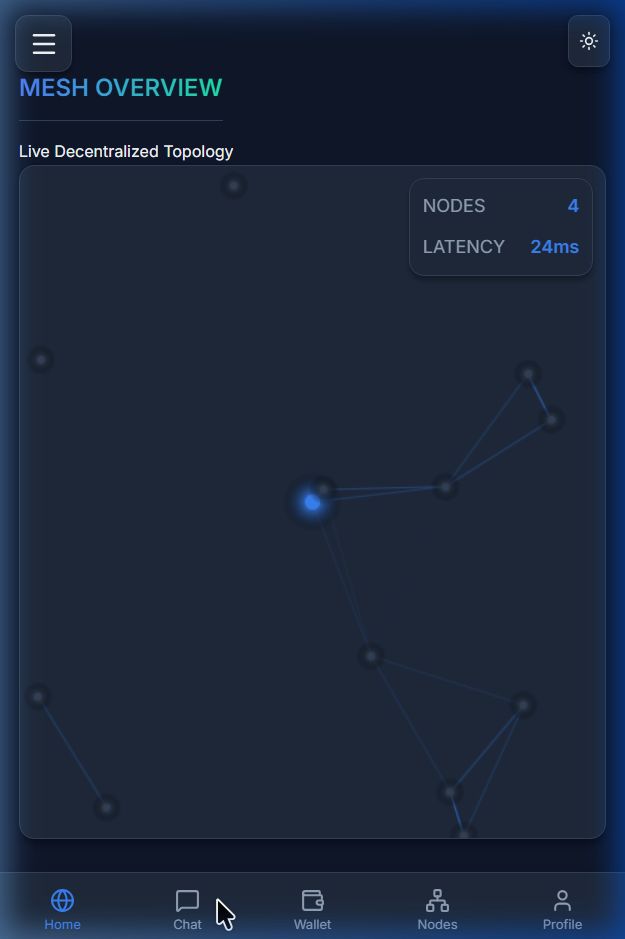 MESH OVERVIEW
Live Decentralized Topology
NODES 4
LATENCY 24ms
Home Chat Wallet Nodes Profile